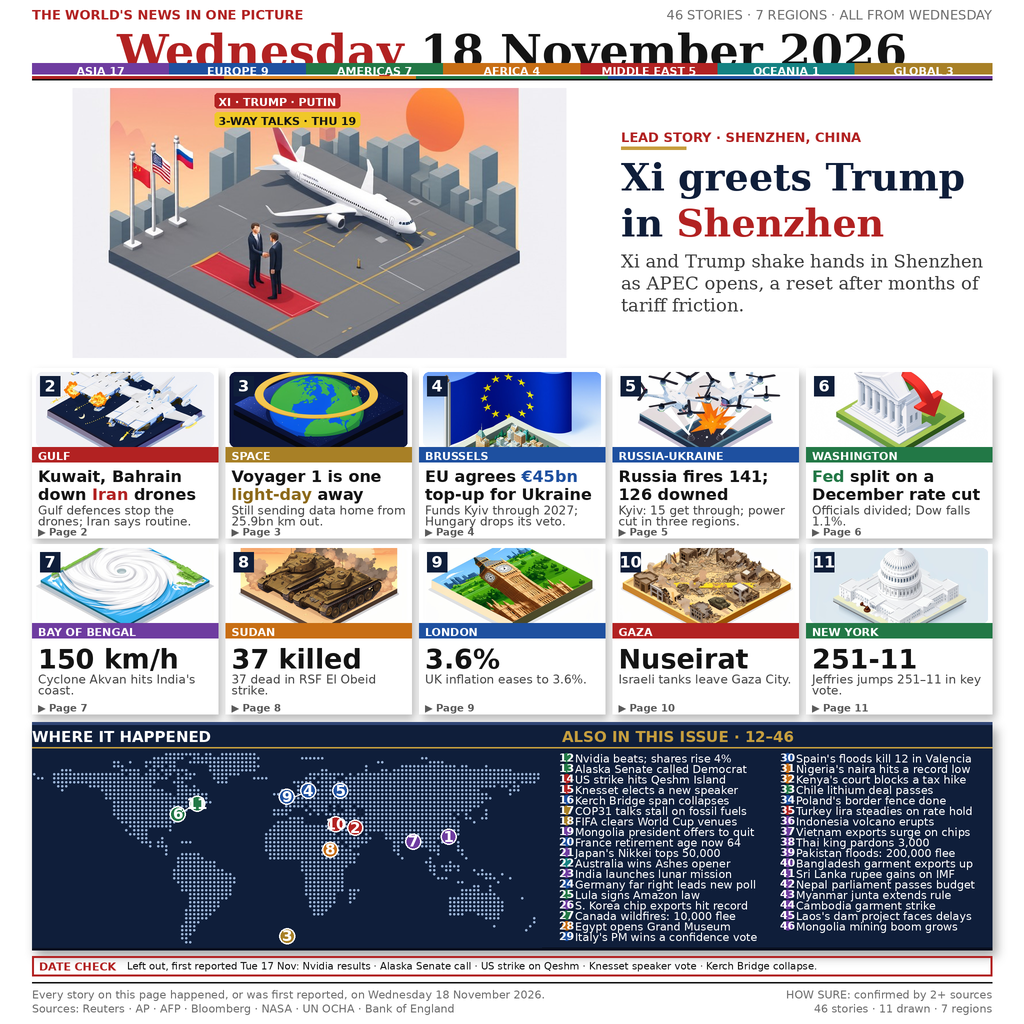 THE WORLD'S NEWS IN ONE PICTURE
46 STORIES · 7 REGIONS · ALL FROM WEDNESDAY
Wednesday 18 November 2026
ASIA 17
EUROPE 9
AMERICAS 7
AFRICA 4
MIDDLE EAST 5
OCEANIA 1
GLOBAL 3
XI · TRUMP · PUTIN
3-WAY TALKS · THU 19
LEAD STORY · SHENZHEN, CHINA
Xi greets Trump
in Shenzhen
Xi and Trump shake hands in Shenzhen
as APEC opens, a reset after months of
tariff friction.
2
GULF
Kuwait, Bahrain
down Iran drones
Gulf defences stop the
drones; Iran says routine.
▶ Page 2
3
SPACE
Voyager 1 is one
light-day away
Still sending data home from
25.9bn km out.
▶ Page 3
4
BRUSSELS
EU agrees €45bn
top-up for Ukraine
Funds Kyiv through 2027;
Hungary drops its veto.
▶ Page 4
5
RUSSIA-UKRAINE
Russia fires 141;
126 downed
Kyiv: 15 get through; power
cut in three regions.
▶ Page 5
6
WASHINGTON
Fed split on a
December rate cut
Officials divided; Dow falls
1.1%.
▶ Page 6
7
BAY OF BENGAL
150 km/h
Cyclone Akvan hits India's
coast.
▶ Page 7
8
SUDAN
37 killed
37 dead in RSF El Obeid
strike.
▶ Page 8
9
LONDON
3.6%
UK inflation eases to 3.6%.
▶ Page 9
10
GAZA
Nuseirat
Israeli tanks leave Gaza City.
▶ Page 10
11
NEW YORK
251-11
Jeffries jumps 251–11 in key
vote.
▶ Page 11
WHERE IT HAPPENED
6
11
9
4
5
10
2
8
7
1
3
ALSO IN THIS ISSUE · 12–46
12 Nvidia beats; shares rise 4%
13 Alaska Senate called Democrat
14 US strike hits Qeshm Island
15 Knesset elects a new speaker
16 Kerch Bridge span collapses
17 COP31 talks stall on fossil fuels
18 FIFA clears World Cup venues
19 Mongolia president offers to quit
20 France retirement age now 64
21 Japan's Nikkei tops 50,000
22 Australia wins Ashes opener
23 India launches lunar mission
24 Germany far right leads new poll
25 Lula signs Amazon law
26 S. Korea chip exports hit record
27 Canada wildfires: 10,000 flee
28 Egypt opens Grand Museum
29 Italy's PM wins a confidence vote
30 Spain's floods kill 12 in Valencia
31 Nigeria's naira hits a record low
32 Kenya's court blocks a tax hike
33 Chile lithium deal passes
34 Poland's border fence done
35 Turkey lira steadies on rate hold
36 Indonesia volcano erupts
37 Vietnam exports surge on chips
38 Thai king pardons 3,000
39 Pakistan floods: 200,000 flee
40 Bangladesh garment exports up
41 Sri Lanka rupee gains on IMF
42 Nepal parliament passes budget
43 Myanmar junta extends rule
44 Cambodia garment strike
45 Laos's dam project faces delays
46 Mongolia mining boom grows
DATE CHECK Left out, first reported Tue 17 Nov: Nvidia results · Alaska Senate call · US strike on Qeshm · Knesset speaker vote · Kerch Bridge collapse.
Every story on this page happened, or was first reported, on Wednesday 18 November 2026.
Sources: Reuters · AP · AFP · Bloomberg · NASA · UN OCHA · Bank of England
HOW SURE: confirmed by 2+ sources
46 stories · 11 drawn · 7 regions